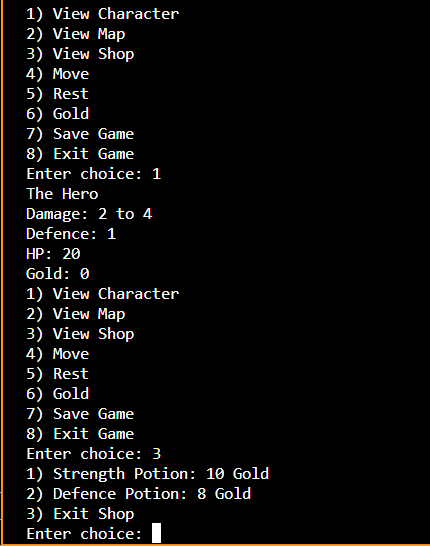 1) View Character
2) View Map
3) View Shop
4) Move
5) Rest
6) Gold
7) Save Game
8) Exit Game
Enter choice: 1
The Hero
Damage: 2 to 4
Defence: 1
HP: 20
Gold: 0
1) View Character
2) View Map
3) View Shop
4) Move
5) Rest
6) Gold
7) Save Game
8) Exit Game
Enter choice: 3
1) Strength Potion: 10 Gold
2) Defence Potion: 8 Gold
3) Exit Shop
Enter choice: